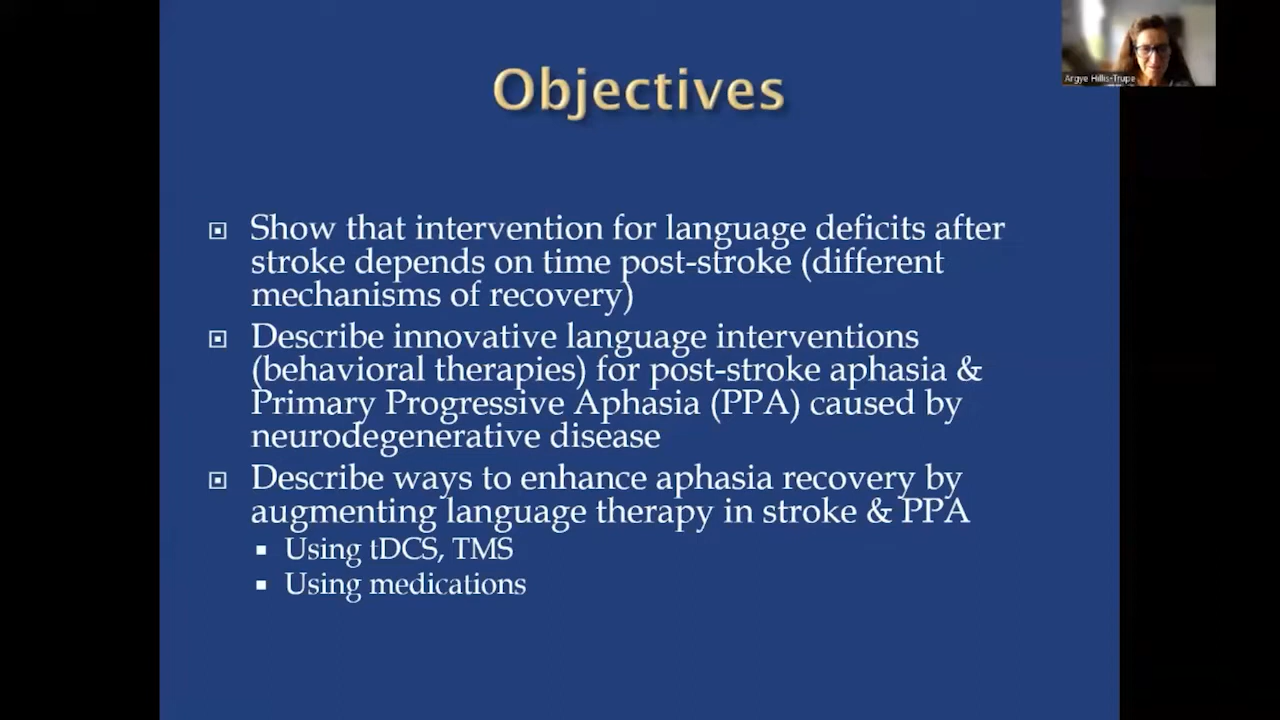 Objectives
Argye Hillis-Trupe
Show that intervention for language deficits after
stroke depends on time post-stroke (different
mechanisms of recovery)
Describe innovative language interventions
(behavioral therapies) for post-stroke aphasia &
Primary Progressive Aphasia (PPA) caused by
neurodegenerative disease
Describe ways to enhance aphasia recovery by
augmenting language therapy in stroke & PPA
Using tDCS, TMS
Using medications